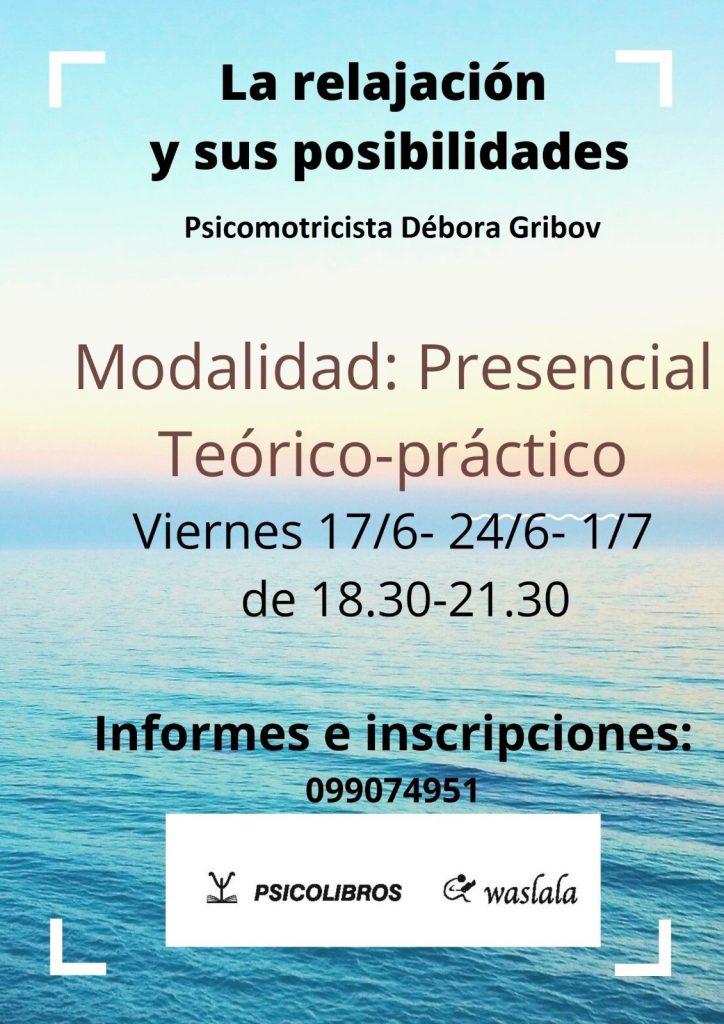 La relajación
y sus posibilidades
Psicomotricista Débora Gribov
Modalidad: Presencial
Teórico-práctico
Viernes 17/6- 24/6- 1/7
de 18.30-21.30
Informes e inscripciones:
099074951
PSICOLIBROS waslala